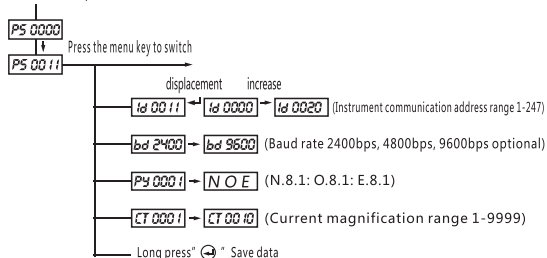 PS 0000
Press the menu key to switch
PS 0011
displacement increase
Id 0011 Id 0000 Id 0020 (Instrument communication address range 1-247)
bd 2400 bd 9600 (Baud rate 2400bps, 4800bps, 9600bps optional)
PY 0001 NOE (N.8.1: O.8.1: E.8.1)
CT 0001 CT 0010 (Current magnification range 1-9999)
Long press" " Save data